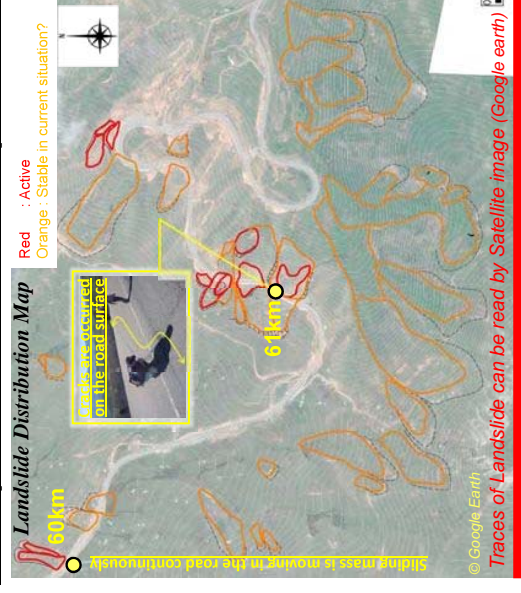 Landslide Distribution Map
Red : Active
Orange : Stable in current situation?
N
Cracks are occurred
on the road surface
60km
61km
Sliding mass is moving in the road continuously
© Google Earth
Traces of Landslide can be read by Satellite image (Google earth)